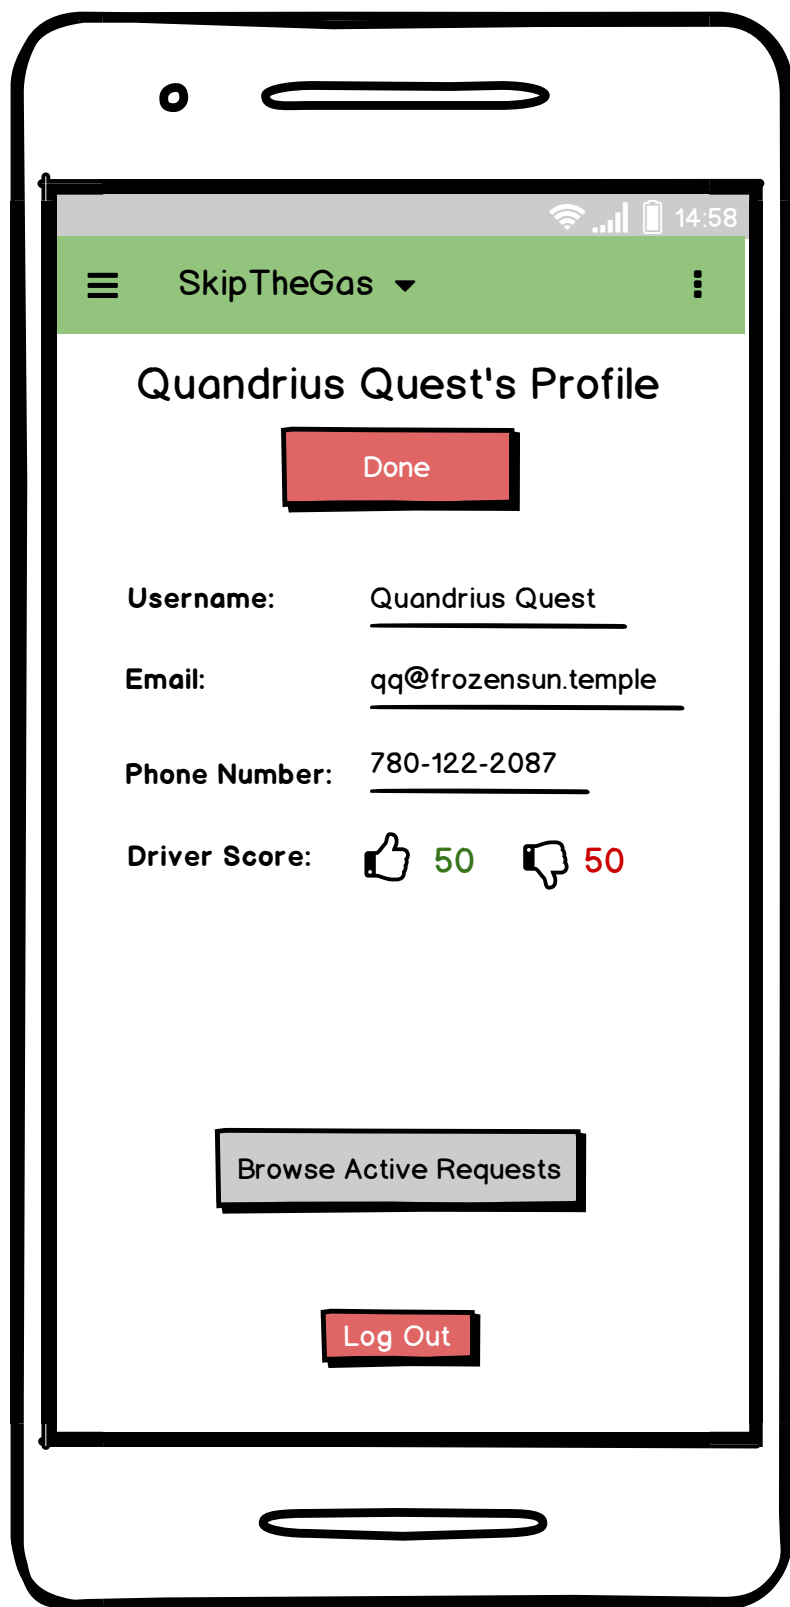 14:58
SkipTheGas
Quandrius Quest's Profile
Done
Username: Quandrius Quest
Email: qq@frozensun.temple
Phone Number: 780-122-2087
Driver Score: 50 50
Browse Active Requests
Log Out